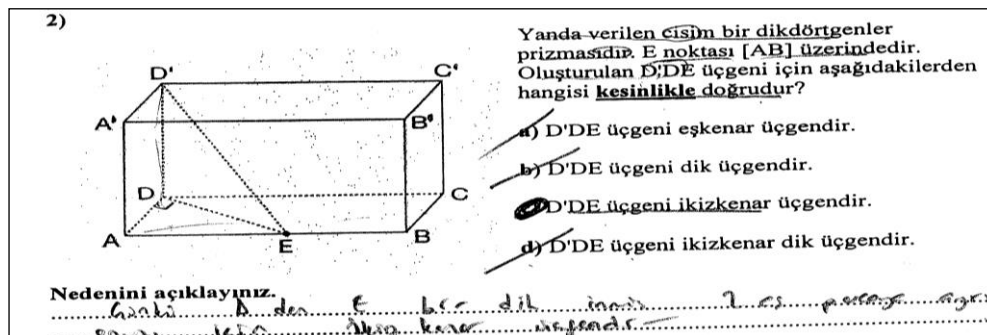 2)
Yanda verilen cisim bir dikdörtgenler
prizmasıdır. E noktası [AB] üzerindedir.
Oluşturulan D'DE üçgeni için aşağıdakilerden
hangisi kesinlikle doğrudur?
a) D'DE üçgeni eşkenar üçgendir.
b) D'DE üçgeni dik üçgendir.
D'DE üçgeni ikizkenar üçgendir.
d) D'DE üçgeni ikizkenar dik üçgendir.
D'
C'
A'
B'
D
C
A
E
B
Nedenini açıklayınız.
Çünkü D den E dik